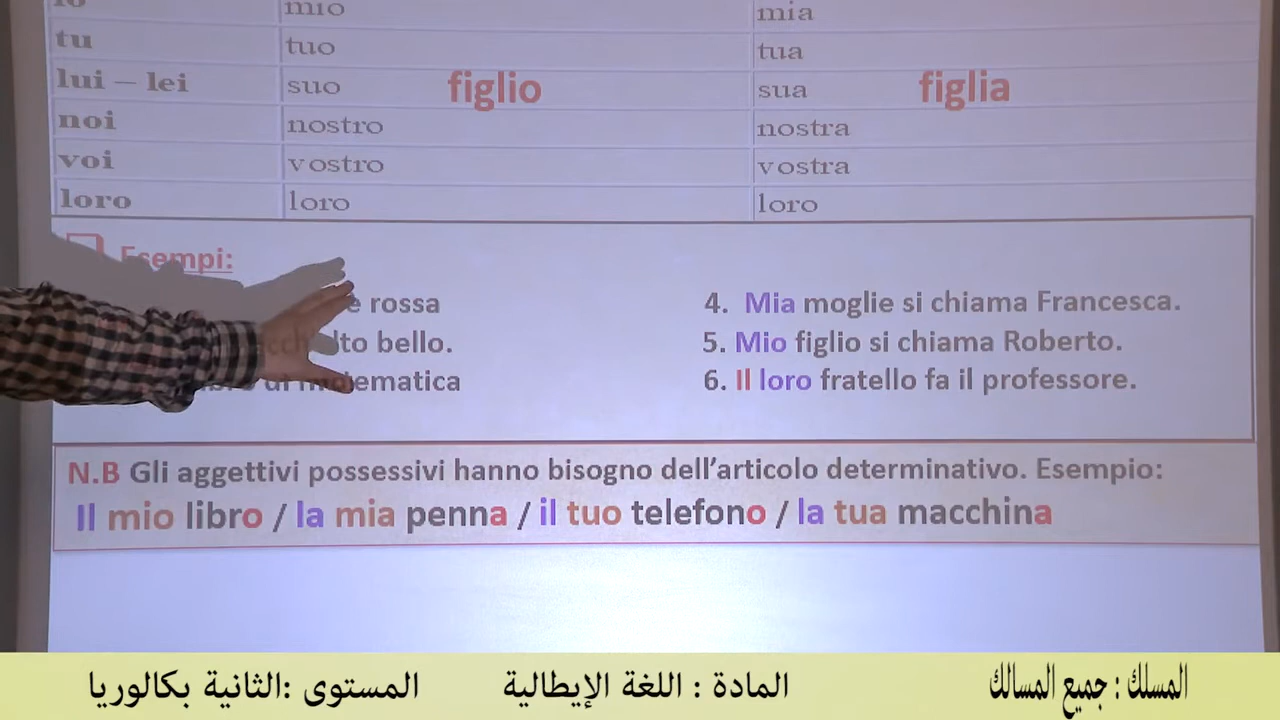 io mio mia
tu tuo tua
lui – lei suo figlio sua figlia
noi nostro nostra
voi vostro vostra
loro loro loro
Esempi:
è rossa
bello.
matematica
4. Mia moglie si chiama Francesca.
5. Mio figlio si chiama Roberto.
6. Il loro fratello fa il professore.
N.B Gli aggettivi possessivi hanno bisogno dell’articolo determinativo. Esempio:
Il mio libro / la mia penna / il tuo telefono / la tua macchina
المسلك : جميع المسالك المادة : اللغة الإيطالية المستوى :الثانية بكالوريا